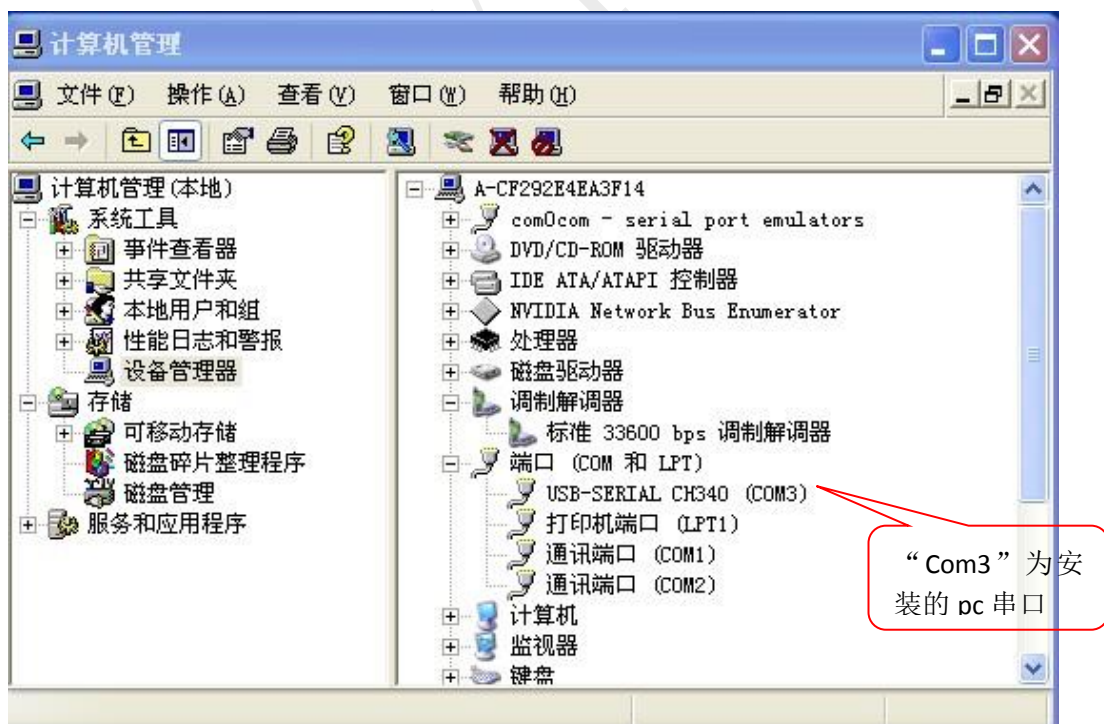 计算机管理
文件(F) 操作(A) 查看(V) 窗口(W) 帮助(H)
计算机管理(本地)
系统工具
事件查看器
共享文件夹
本地用户和组
性能日志和警报
设备管理器
存储
可移动存储
磁盘碎片整理程序
磁盘管理
服务和应用程序
A-CF292E4EA3F14
com0com - serial port emulators
DVD/CD-ROM 驱动器
IDE ATA/ATAPI 控制器
NVIDIA Network Bus Enumerator
处理器
磁盘驱动器
调制解调器
标准 33600 bps 调制解调器
端口 (COM 和 LPT)
USB-SERIAL CH340 (COM3)
打印机端口 (LPT1)
通讯端口 (COM1)
通讯端口 (COM2)
计算机
监视器
键盘
“Com3”为安
装的 pc 串口